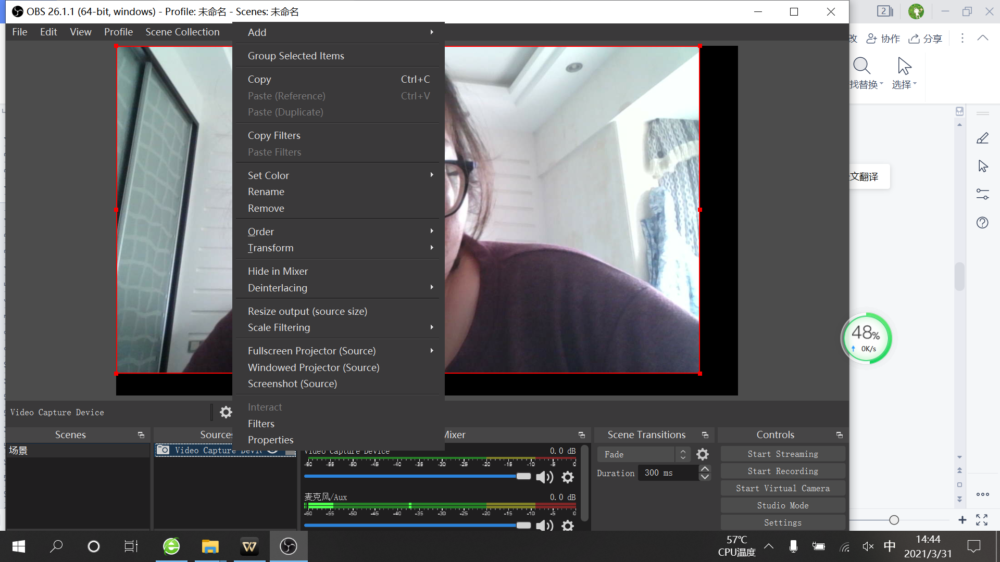 OBS 26.1.1 (64-bit, windows) - Profile: 未命名 - Scenes: 未命名
2
File Edit View Profile Scene Collection
改 协作 分享
找替换 选择
文翻译
Add
Group Selected Items
Copy Ctrl+C
Paste (Reference) Ctrl+V
Paste (Duplicate)
Copy Filters
Paste Filters
Set Color
Rename
Remove
Order
Transform
Hide in Mixer
Deinterlacing
Resize output (source size)
Scale Filtering
Fullscreen Projector (Source)
Windowed Projector (Source)
Screenshot (Source)
Interact
Filters
Properties
48%
0K/s
Video Capture Device
Scenes
场景
Sources
Video Capture Devi
Mixer
Video Capture Device 0.0 dB
-60 -55 -50 -45 -40 -35 -30 -25 -20 -15 -10 -5 0
麦克风/Aux 0.0 dB
-60 -55 -50 -45 -40 -35 -30 -25 -20 -15 -10 -5 0
Scene Transitions
Fade
Duration 300 ms
Controls
Start Streaming
Start Recording
Start Virtual Camera
Studio Mode
Settings
57℃
CPU温度
中
14:44
2021/3/31